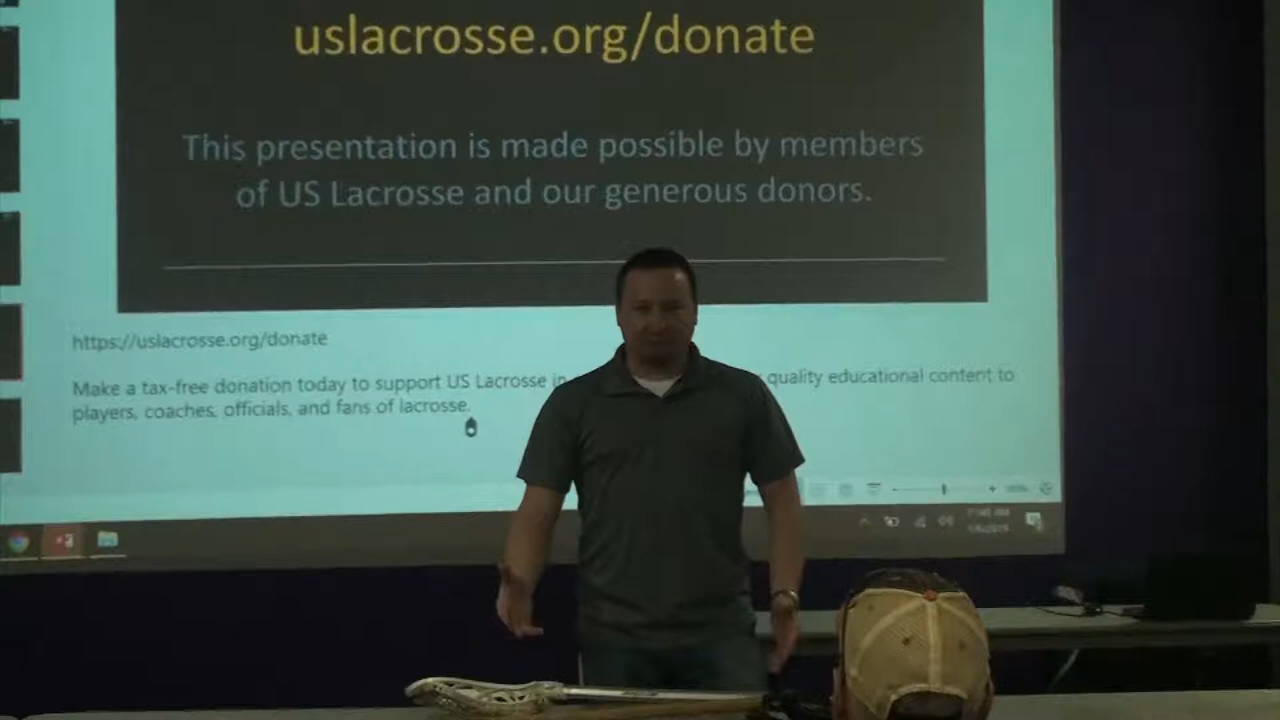 uslacrosse.org/donate
This presentation is made possible by members
of US Lacrosse and our generous donors.
https://uslacrosse.org/donate
Make a tax-free donation today to support US Lacrosse in quality educational content to
players, coaches, officials, and fans of lacrosse.